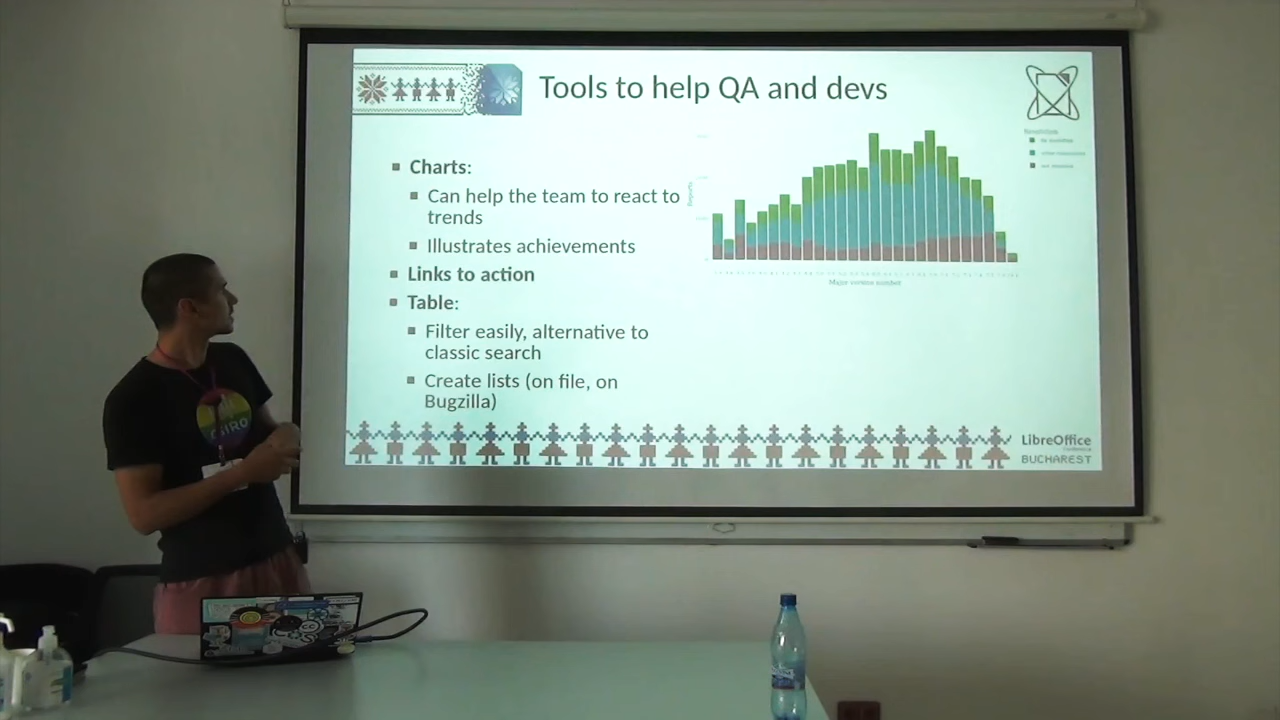 Tools to help QA and devs
Charts:
Can help the team to react to
trends
Illustrates achievements
Links to action
Table:
Filter easily, alternative to
classic search
Create lists (on file, on
Bugzilla)
Reports
Major version number
LibreOffice
Conference
BUCHAREST